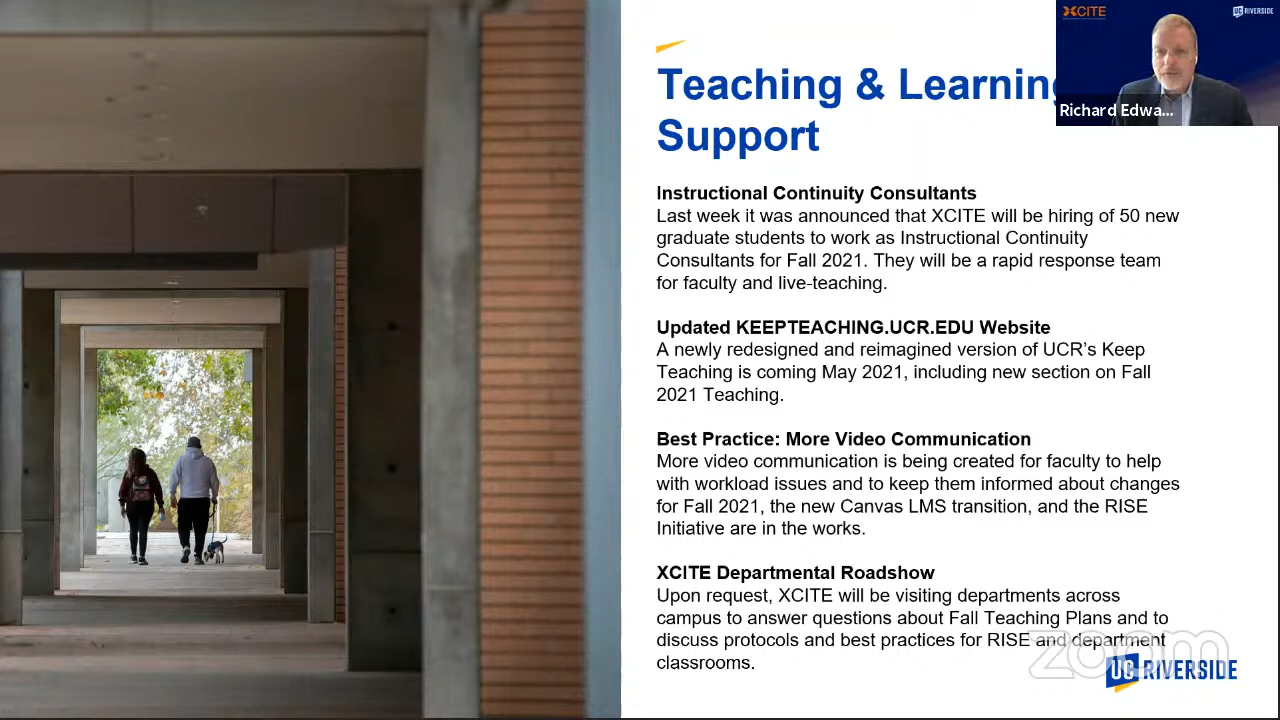 XCITE
UC RIVERSIDE
Richard Edwa...
Teaching & Learning
Support
Instructional Continuity Consultants
Last week it was announced that XCITE will be hiring of 50 new
graduate students to work as Instructional Continuity
Consultants for Fall 2021. They will be a rapid response team
for faculty and live-teaching.
Updated KEEPTEACHING.UCR.EDU Website
A newly redesigned and reimagined version of UCR’s Keep
Teaching is coming May 2021, including new section on Fall
2021 Teaching.
Best Practice: More Video Communication
More video communication is being created for faculty to help
with workload issues and to keep them informed about changes
for Fall 2021, the new Canvas LMS transition, and the RISE
Initiative are in the works.
XCITE Departmental Roadshow
Upon request, XCITE will be visiting departments across
campus to answer questions about Fall Teaching Plans and to
discuss protocols and best practices for RISE and department
classrooms.
zoom
UC RIVERSIDE